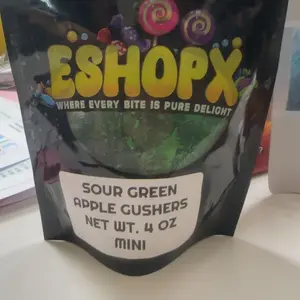 ESHOPX
WHERE EVERY BITE IS PURE DELIGHT
SOUR GREEN
APPLE GUSHERS
NET WT. 4 OZ
MINI